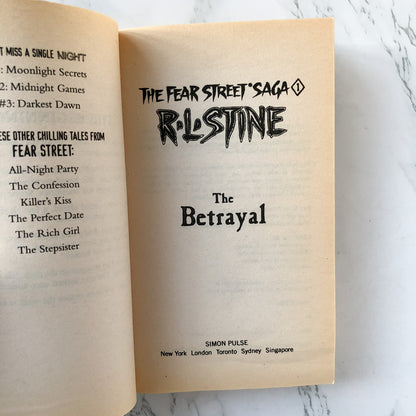 T MISS A SINGLE NIGHT
: Moonlight Secrets
2: Midnight Games
#3: Darkest Dawn
ESE OTHER CHILLING TALES FROM
FEAR STREET:
All-Night Party
The Confession
Killer's Kiss
The Perfect Date
The Rich Girl
The Stepsister
THE FEAR STREET® SAGA 1
R•L•STINE
The
Betrayal
SIMON PULSE
New York London Toronto Sydney Singapore